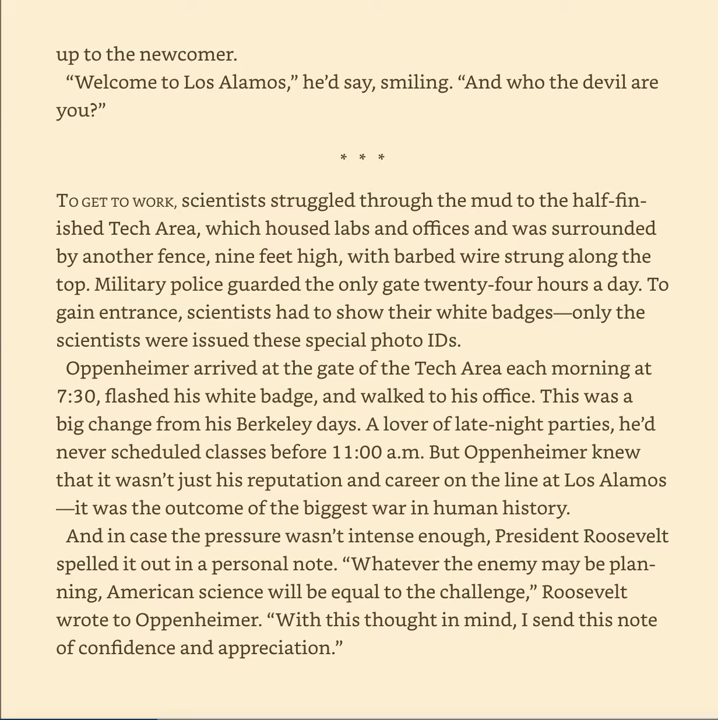 up to the newcomer.
“Welcome to Los Alamos,” he’d say, smiling. “And who the devil are
you?”
* * *
TO GET TO WORK, scientists struggled through the mud to the half-fin-
ished Tech Area, which housed labs and offices and was surrounded
by another fence, nine feet high, with barbed wire strung along the
top. Military police guarded the only gate twenty-four hours a day. To
gain entrance, scientists had to show their white badges—only the
scientists were issued these special photo IDs.
Oppenheimer arrived at the gate of the Tech Area each morning at
7:30, flashed his white badge, and walked to his office. This was a
big change from his Berkeley days. A lover of late-night parties, he’d
never scheduled classes before 11:00 a.m. But Oppenheimer knew
that it wasn’t just his reputation and career on the line at Los Alamos
—it was the outcome of the biggest war in human history.
And in case the pressure wasn’t intense enough, President Roosevelt
spelled it out in a personal note. “Whatever the enemy may be plan-
ning, American science will be equal to the challenge,” Roosevelt
wrote to Oppenheimer. “With this thought in mind, I send this note
of confidence and appreciation.”